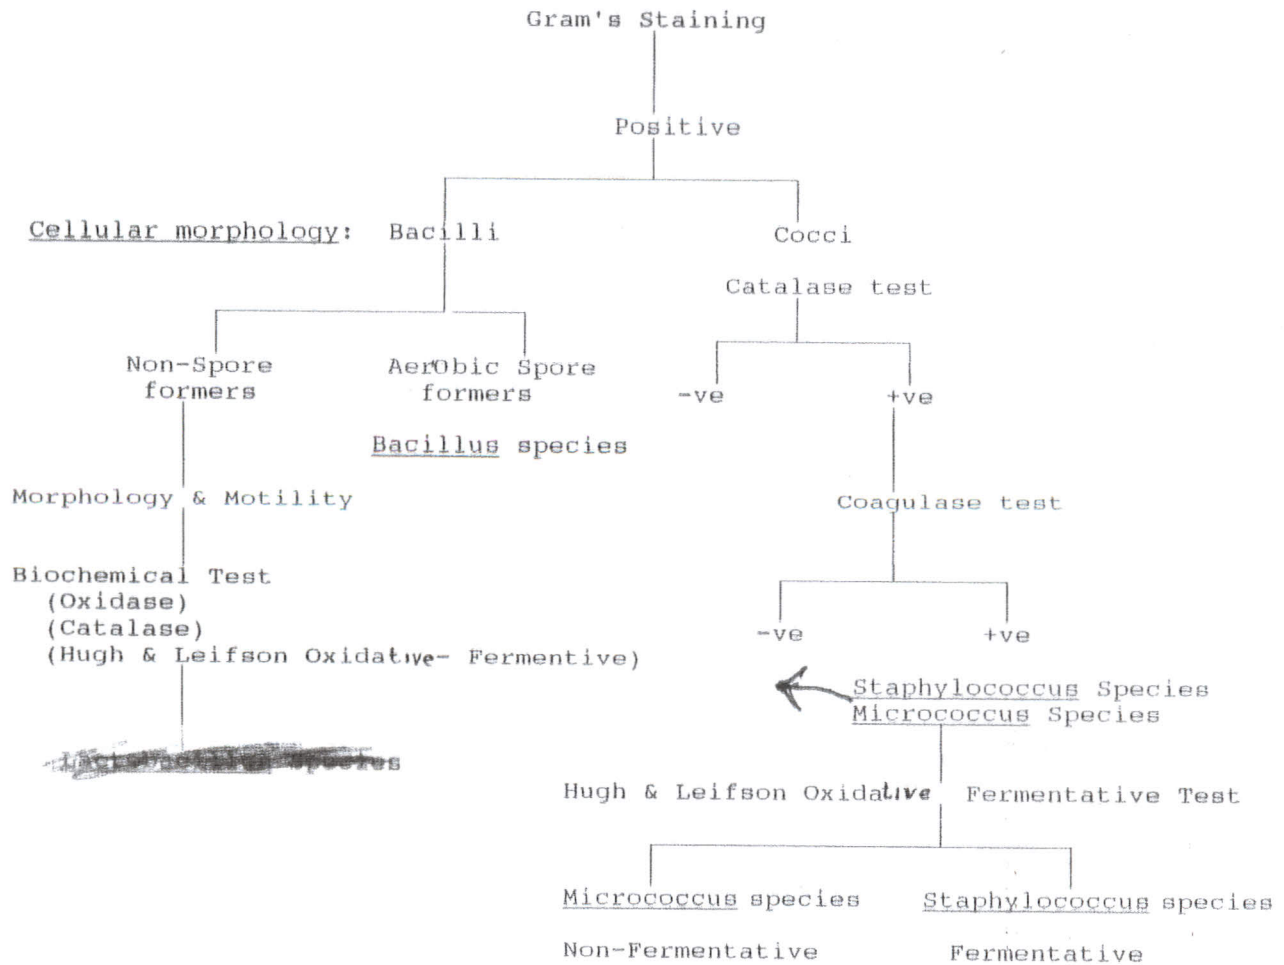 Gram's Staining
Positive
Cellular morphology: Bacilli
Cocci
Catalase test
Non-Spore
formers
AerObic Spore
formers
-ve
+ve
Bacillus species
Morphology & Motility
Coagulase test
Biochemical Test
(Oxidase)
(Catalase)
(Hugh & Leifson Oxidative- Fermentive)
-ve
+ve
Staphylococcus Species
Micrococcus Species
Lactobacillus Species
Hugh & Leifson Oxidative Fermentative Test
Micrococcus species
Staphylococcus species
Non-Fermentative
Fermentative